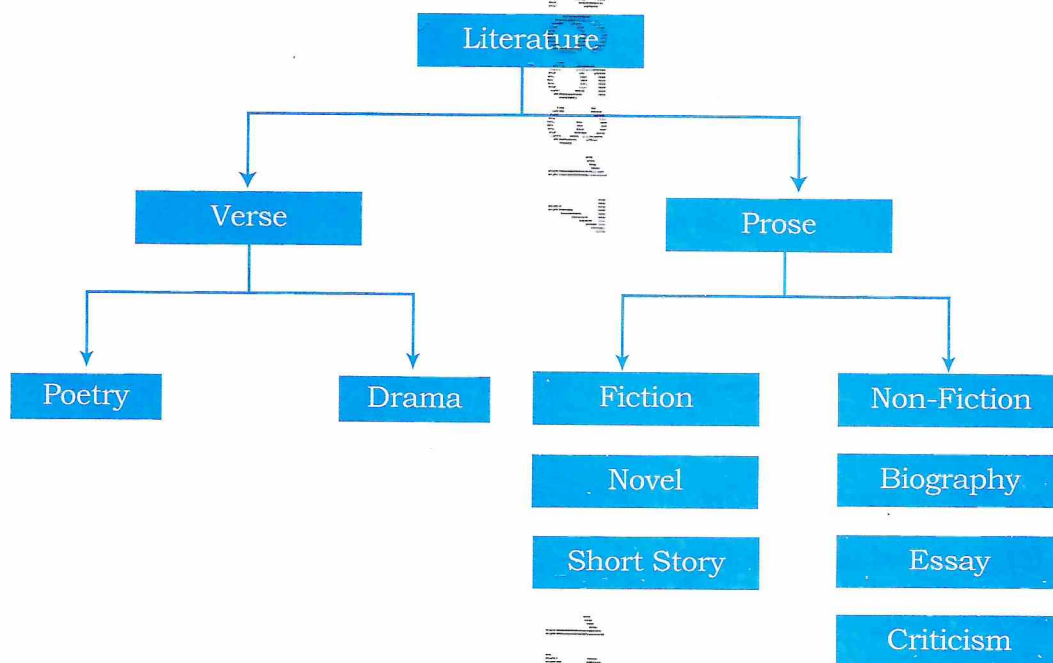 Literature
Verse
Prose
Poetry
Drama
Fiction
Non-Fiction
Novel
Biography
Short Story
Essay
Criticism